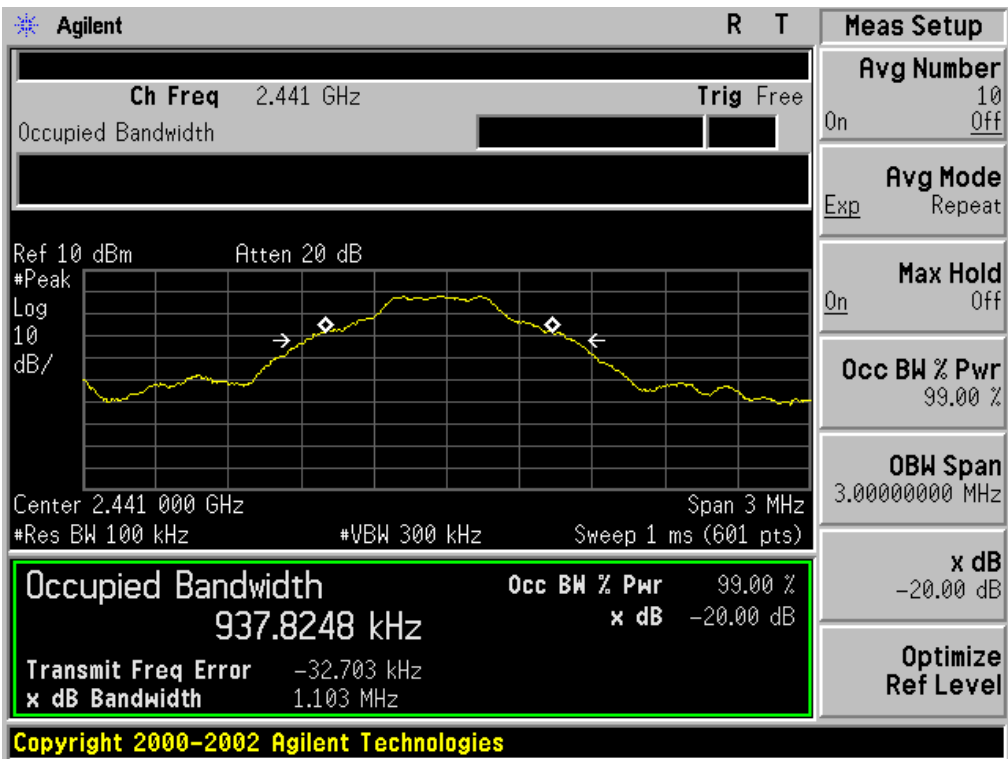 Agilent R T
Ch Freq 2.441 GHz Trig Free
Occupied Bandwidth
Ref 10 dBm Atten 20 dB
#Peak
Log
10
dB/
Center 2.441 000 GHz Span 3 MHz
#Res BW 100 kHz #VBW 300 kHz Sweep 1 ms (601 pts)
Occupied Bandwidth Occ BW % Pwr 99.00 %
937.8248 kHz x dB -20.00 dB
Transmit Freq Error -32.703 kHz
x dB Bandwidth 1.103 MHz
Copyright 2000-2002 Agilent Technologies
Meas Setup
Avg Number
10
On Off
Avg Mode
Exp Repeat
Max Hold
On Off
Occ BW % Pwr
99.00 %
OBW Span
3.00000000 MHz
x dB
-20.00 dB
Optimize
Ref Level